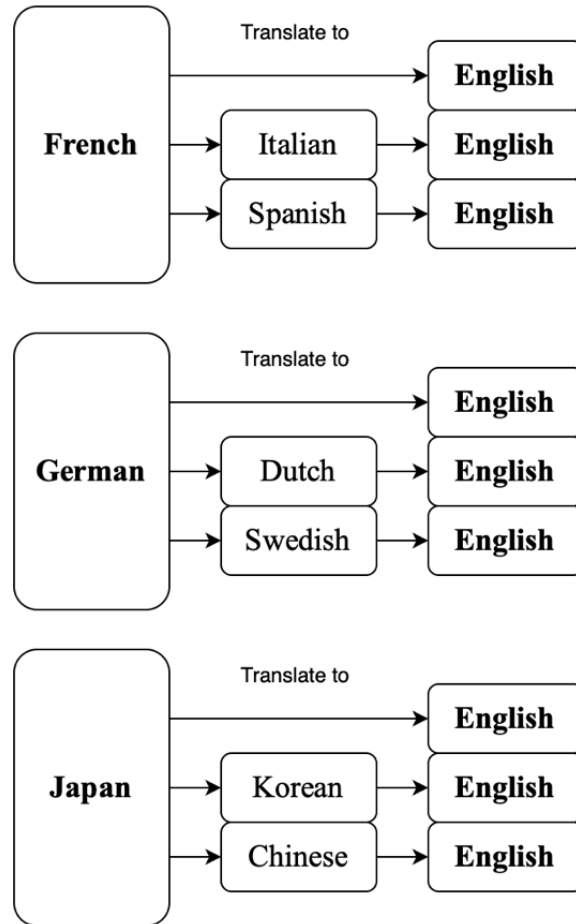 Translate to
English
French
Italian
English
Spanish
English
Translate to
English
German
Dutch
English
Swedish
English
Translate to
English
Japan
Korean
English
Chinese
English